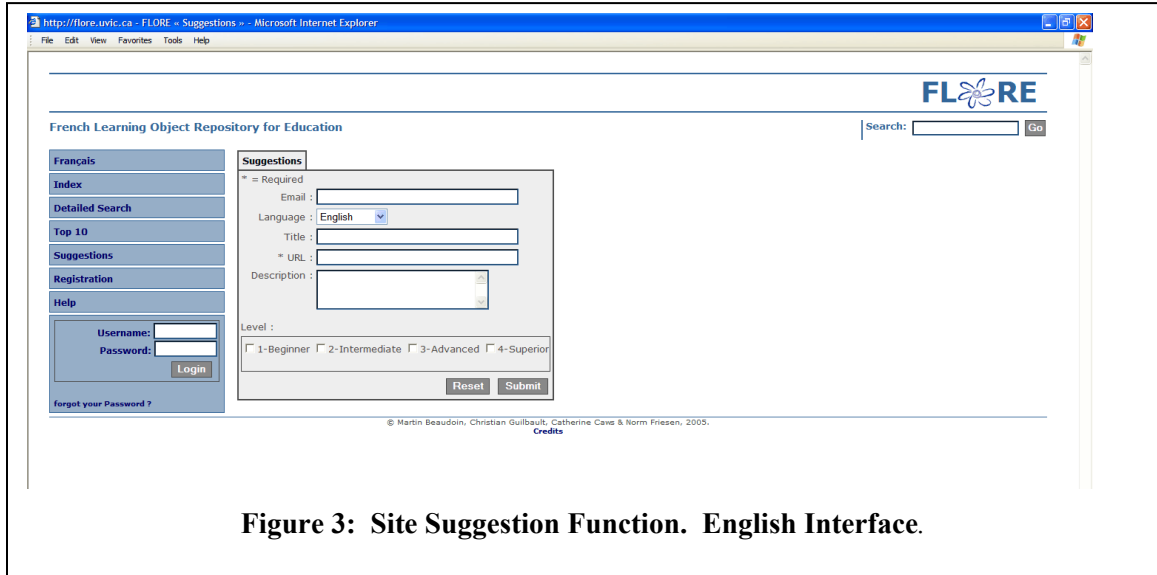 http://flore.uvic.ca - FLORE « Suggestions » - Microsoft Internet Explorer
File Edit View Favorites Tools Help
FLORE
French Learning Object Repository for Education
Search: Go
Français
Index
Detailed Search
Top 10
Suggestions
Registration
Help
Username:
Password:
Login
forgot your Password ?
Suggestions
* = Required
Email :
Language : English
Title :
* URL :
Description :
Level :
1-Beginner 2-Intermediate 3-Advanced 4-Superior
Reset Submit
© Martin Beaudoin, Christian Guilbault, Catherine Caws & Norm Friesen, 2005.
Credits
Figure 3: Site Suggestion Function. English Interface.